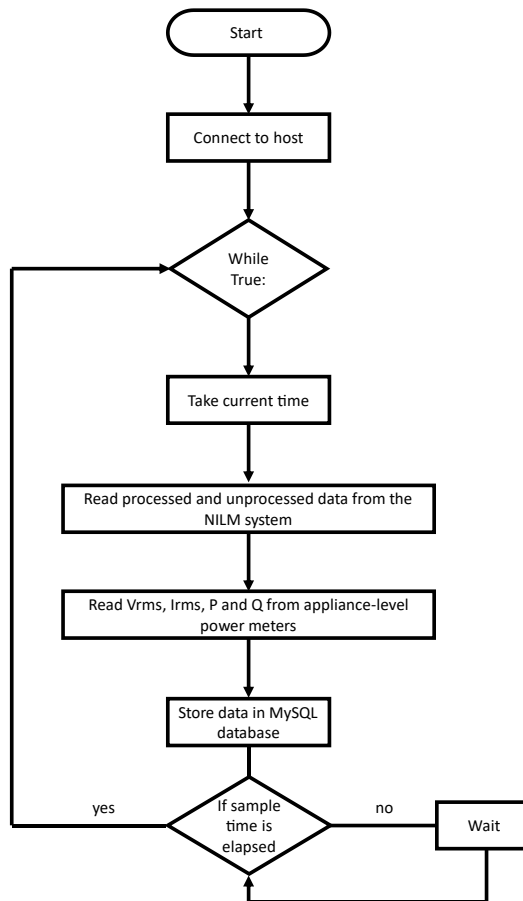 Start
Connect to host
While
True:
Take current time
Read processed and unprocessed data from the
NILM system
Read Vrms, Irms, P and Q from appliance-level
power meters
Store data in MySQL
database
yes
If sample
time is
elapsed
no
Wait